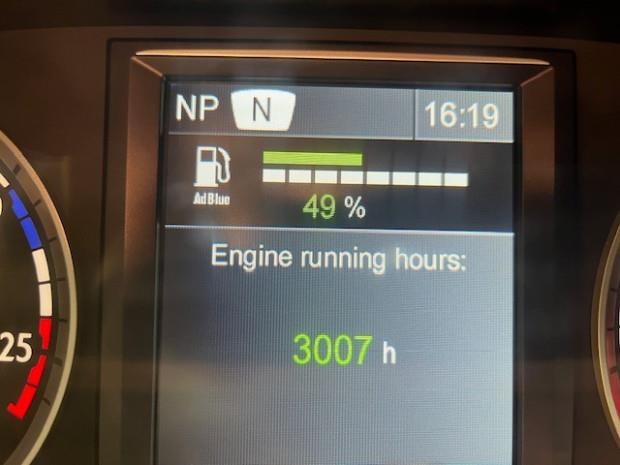 NP N 16:19
AdBlue
49 %
Engine running hours:
3007 h
25